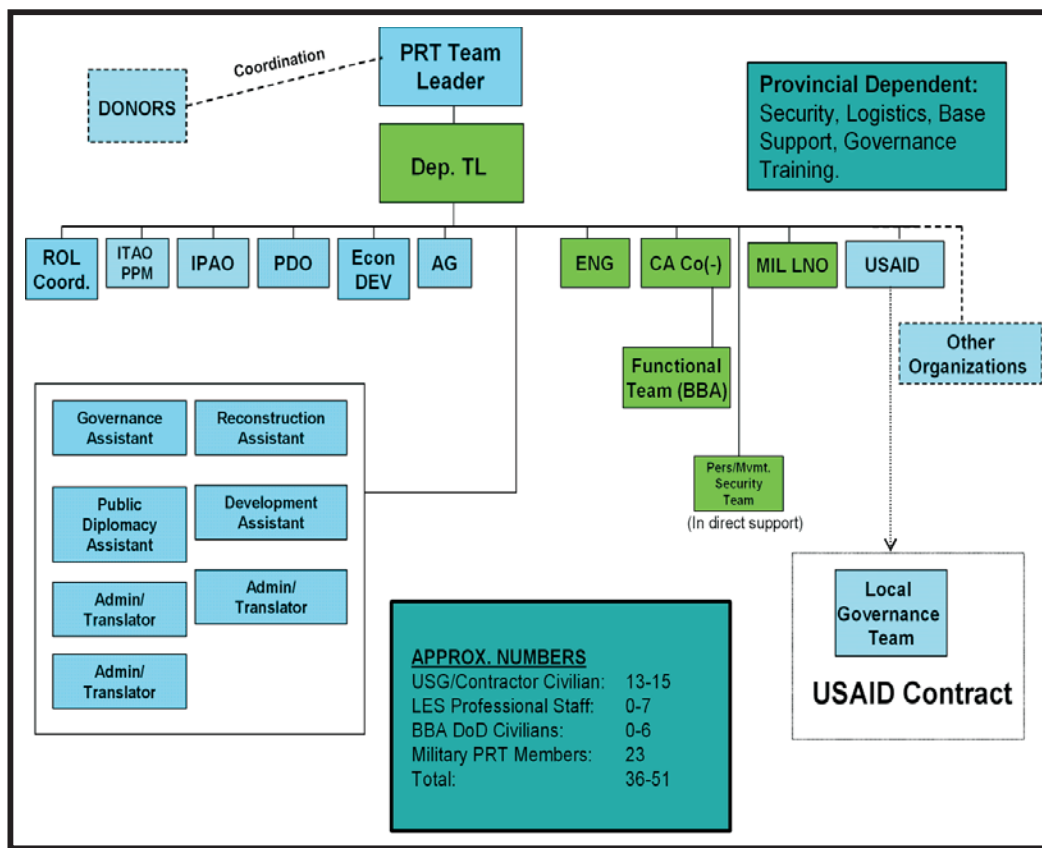 Coordination
PRT Team
Leader
DONORS
Provincial Dependent:
Security, Logistics, Base
Support, Governance
Training.
Dep. TL
ROL
Coord.
ITAO
PPM
IPAO
PDO
Econ
DEV
AG
ENG
CA Co(-)
MIL LNO
USAID
Other
Organizations
Functional
Team (BBA)
Pers/Mvmt.
Security
Team
(In direct support)
Governance
Assistant
Reconstruction
Assistant
Public
Diplomacy
Assistant
Development
Assistant
Admin/
Translator
Admin/
Translator
Admin/
Translator
APPROX. NUMBERS
USG/Contractor Civilian: 13-15
LES Professional Staff: 0-7
BBA DoD Civilians: 0-6
Military PRT Members: 23
Total: 36-51
Local
Governance
Team
USAID Contract